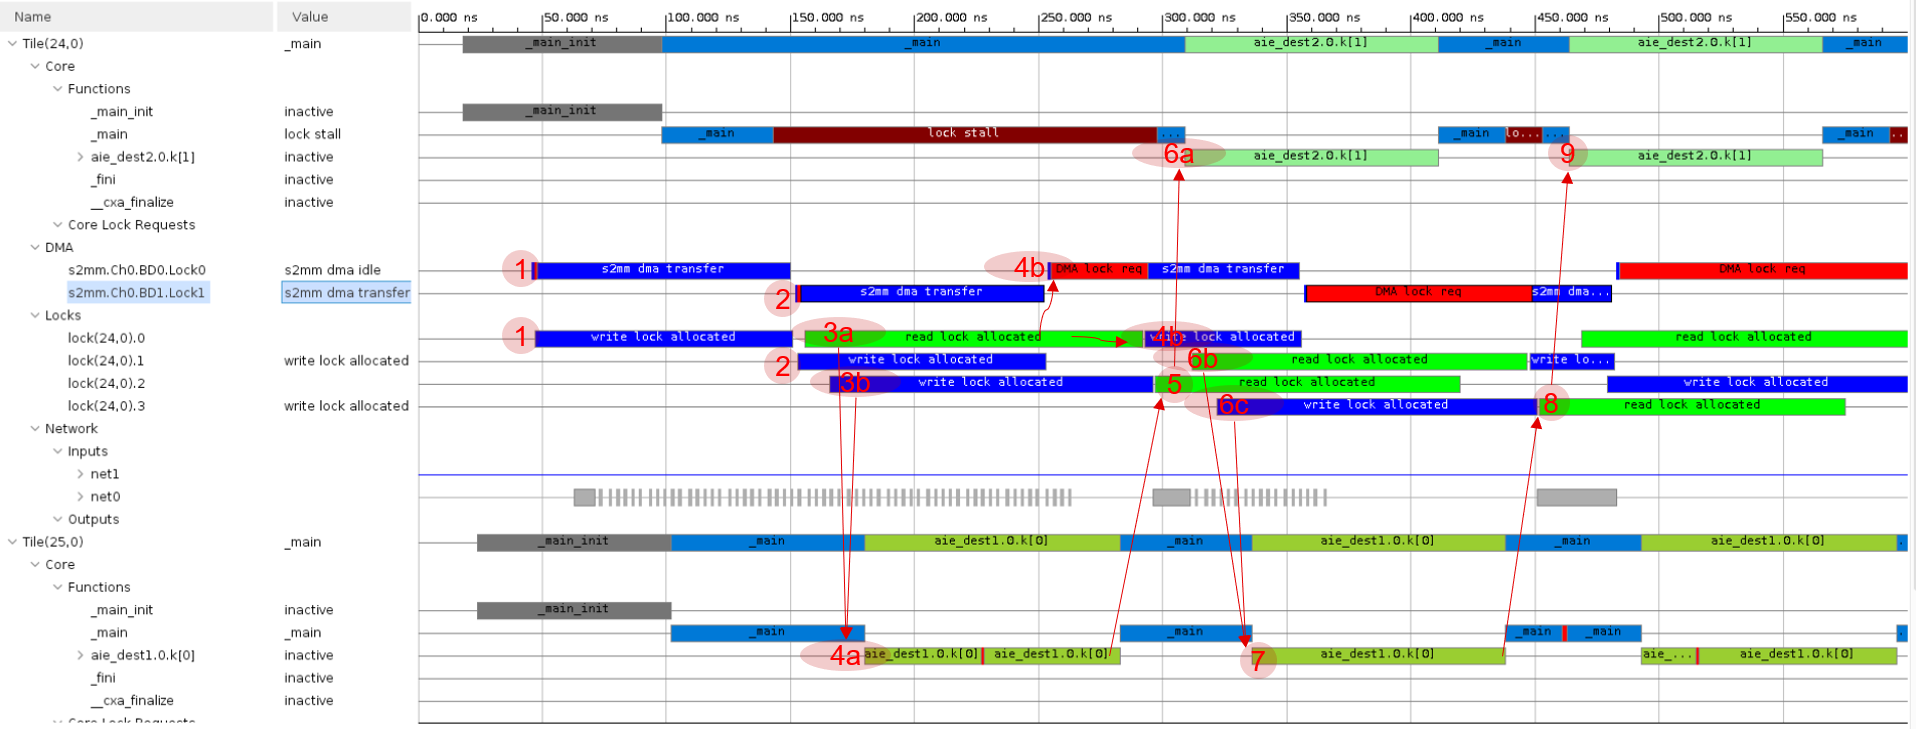 Name Value 0.000 ns 50.000 ns 100.000 ns 150.000 ns 200.000 ns 250.000 ns 300.000 ns 350.000 ns 400.000 ns 450.000 ns 500.000 ns 550.000 ns
Tile(24,0) _main _main_init _main aie_dest2.0.k[1] _main aie_dest2.0.k[1] _main
Core
Functions
_main_init inactive _main_init
_main lock stall _main lock stall ... _main lo... ... _main ..
aie_dest2.0.k[1] inactive 6a aie_dest2.0.k[1] 9 aie_dest2.0.k[1]
_fini inactive
__cxa_finalize inactive
Core Lock Requests
DMA
s2mm.Ch0.BD0.Lock0 s2mm dma idle 1 s2mm dma transfer 4b DMA lock req s2mm dma transfer DMA lock req
s2mm.Ch0.BD1.Lock1 s2mm dma transfer 2 s2mm dma transfer DMA lock req s2mm dma...
Locks
lock(24,0).0 1 write lock allocated 3a read lock allocated 4b write lock allocated read lock allocated
lock(24,0).1 write lock allocated 2 write lock allocated 6b read lock allocated write lo...
lock(24,0).2 3b write lock allocated 5 read lock allocated write lock allocated
lock(24,0).3 write lock allocated 6c write lock allocated 8 read lock allocated
Network
Inputs
net1
net0
Outputs
Tile(25,0) _main _main_init _main aie_dest1.0.k[0] _main aie_dest1.0.k[0] _main aie_dest1.0.k[0] .
Core
Functions
_main_init inactive _main_init
_main _main _main _main _main _main .
aie_dest1.0.k[0] inactive 4a aie_dest1.0.k[0] aie_dest1.0.k[0] 7 aie_dest1.0.k[0] aie_... aie_dest1.0.k[0]
_fini inactive
__cxa_finalize inactive
Core Lock Requests